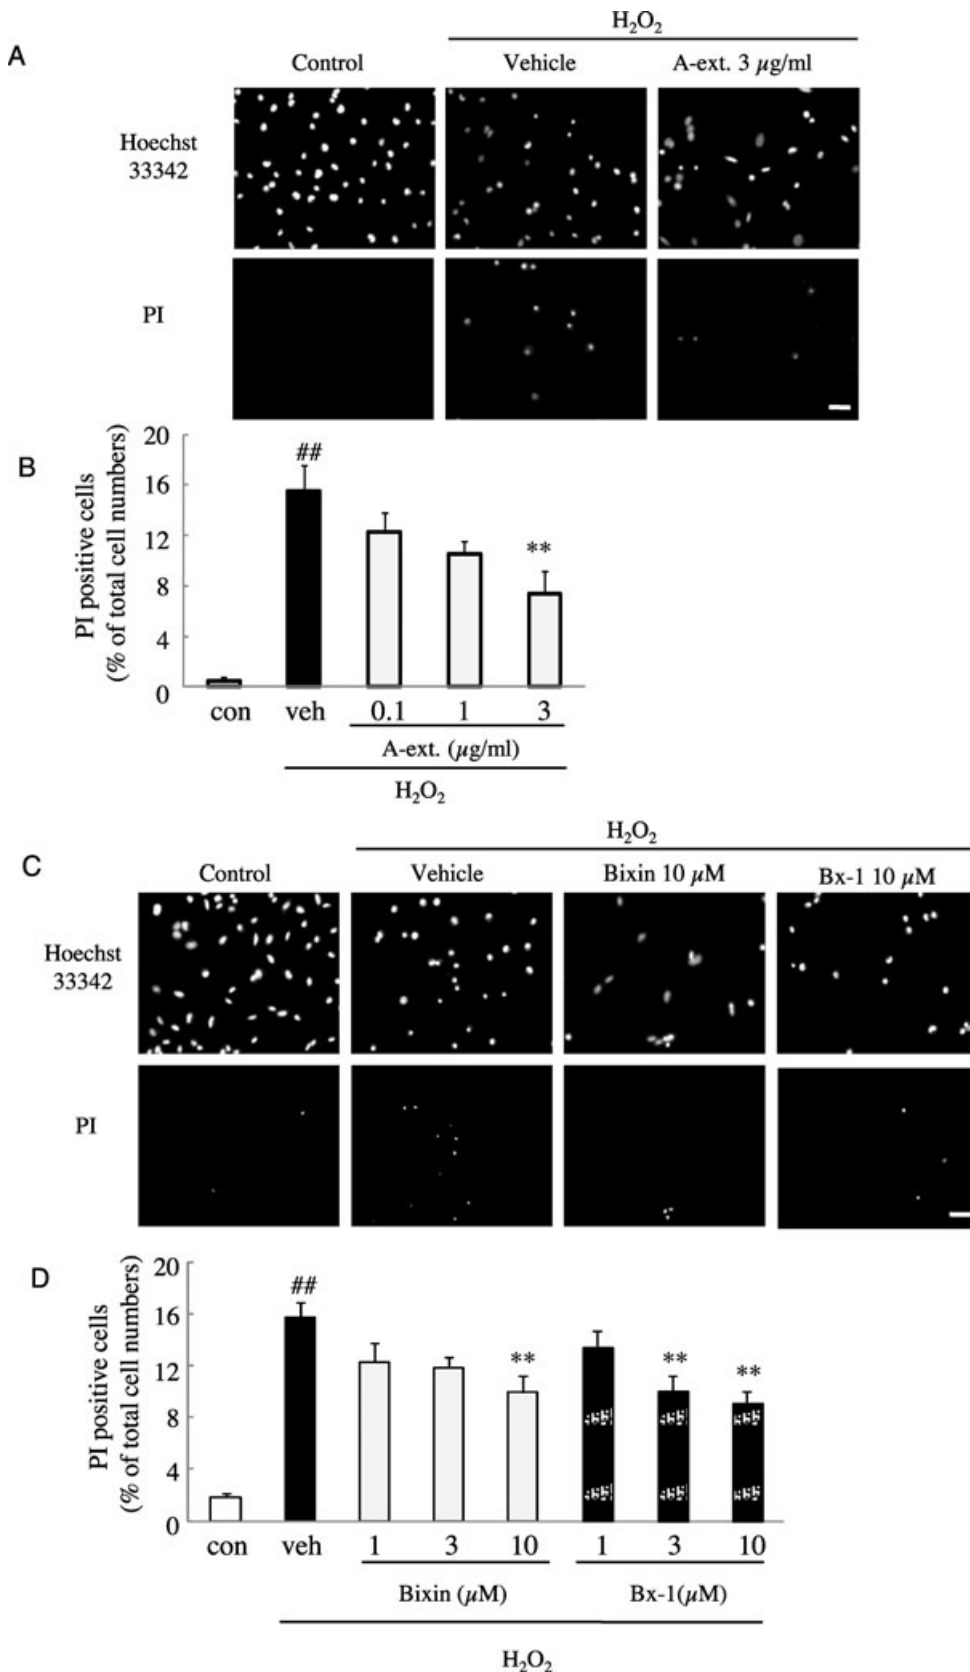 A
H₂O₂
Control Vehicle A-ext. 3 µg/ml
Hoechst
33342
PI
B
PI positive cells
(% of total cell numbers)
20
16
12
8
4
0
##
**
con veh 0.1 1 3
A-ext. (µg/ml)
H₂O₂
C
H₂O₂
Control Vehicle Bixin 10 µM Bx-1 10 µM
Hoechst
33342
PI
D
PI positive cells
(% of total cell numbers)
20
16
12
8
4
0
##
** ** **
con veh 1 3 10 1 3 10
Bixin (µM) Bx-1(µM)
H₂O₂